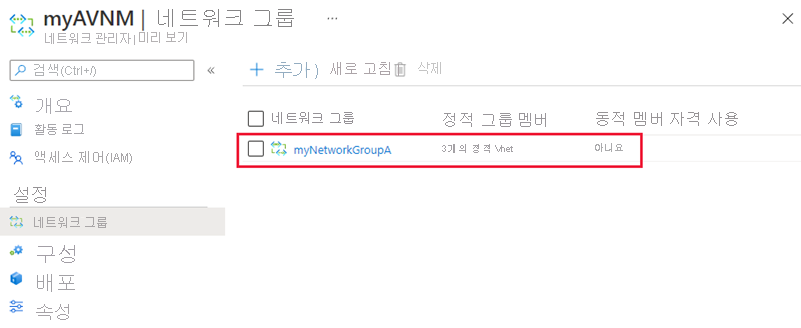 myAVNM | 네트워크 그룹 ...
네트워크 관리자 | 미리 보기
검색(Ctrl+/) «
+ 추가) 새로 고침 삭제
개요
활동 로그
액세스 제어(IAM)
설정
네트워크 그룹
구성
배포
속성
네트워크 그룹 정적 그룹 멤버 동적 멤버 자격 사용
myNetworkGroupA 3개의 경적 Vhet 아니요